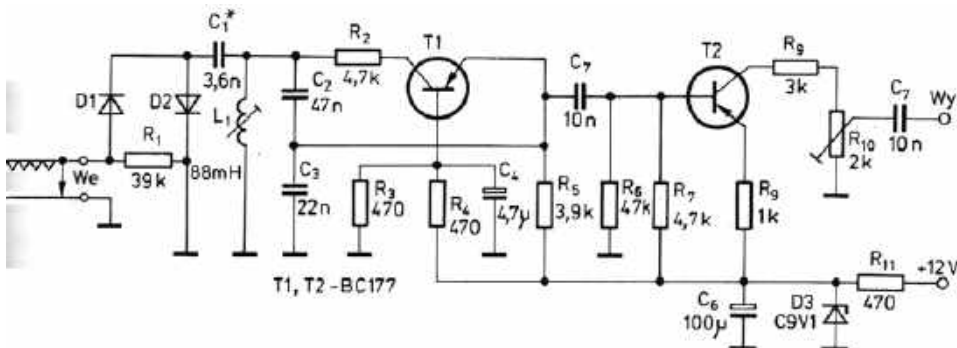 C1*
3,6n
D1
D2
R1
39k
We
L1
88mH
C2
47n
C3
22n
R2
4,7k
T1
R3
470
R4
470
C4
4,7µ
C7
10n
R5
3,9k
R6
47k
R7
4,7k
T2
R9
3k
R10
2k
C7
10n
Wy
R9
1k
T1, T2 -BC177
C6
100µ
D3
C9V1
R11
470
+12V